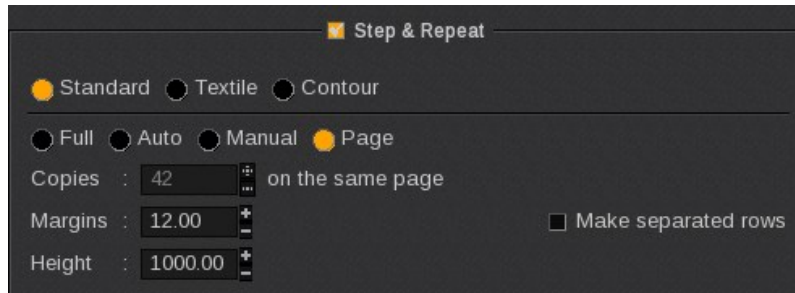 Step & Repeat
Standard Textile Contour
Full Auto Manual Page
Copies : 42 on the same page
Margins : 12.00 Make separated rows
Height : 1000.00